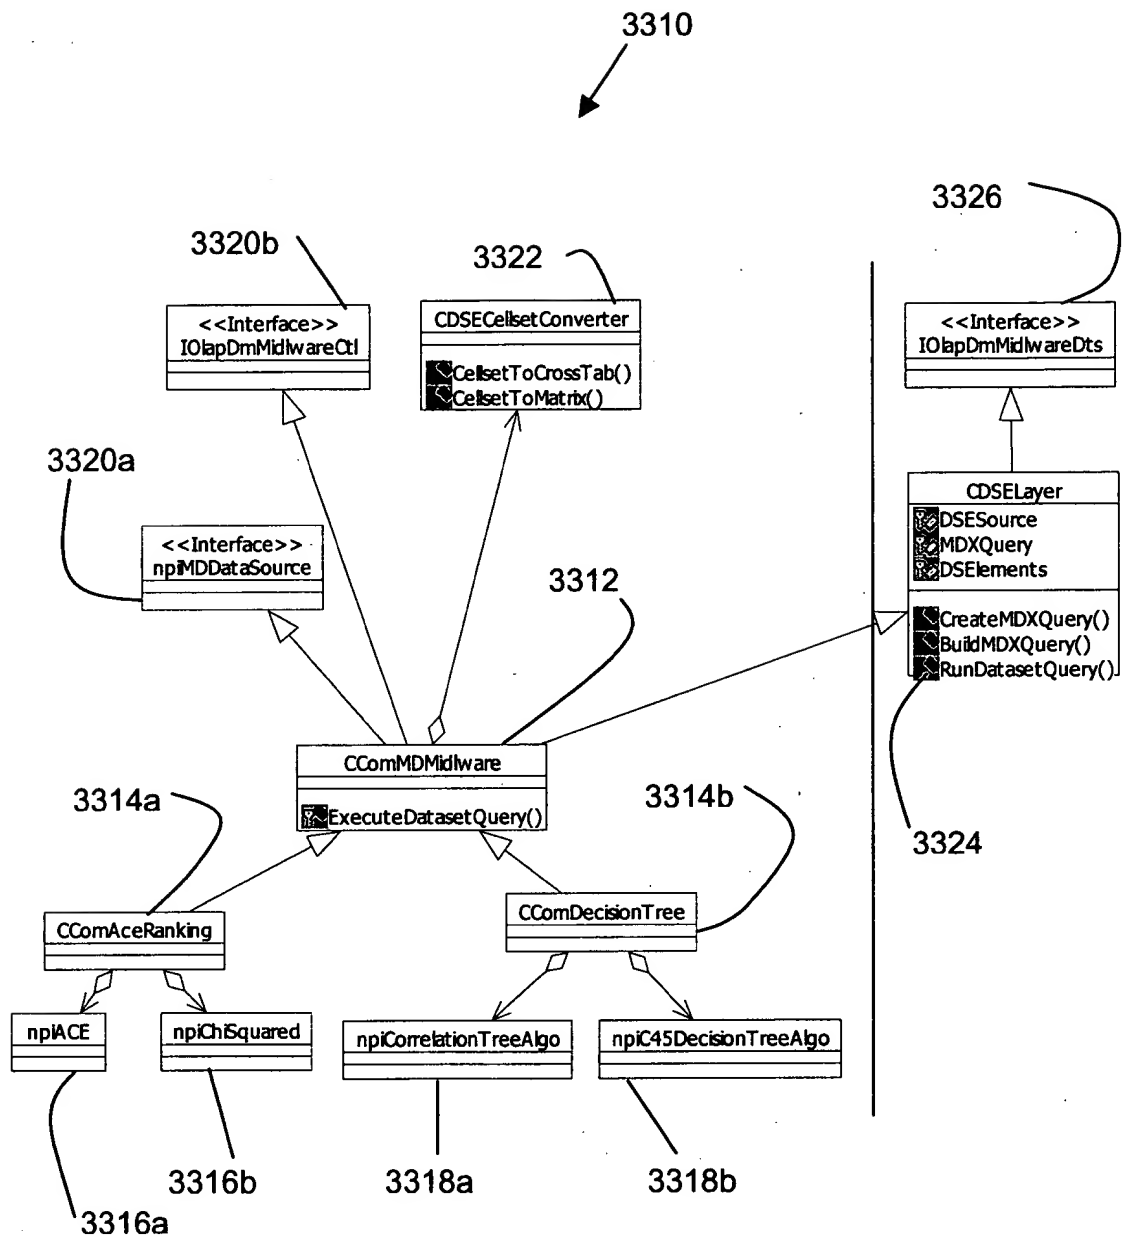 3310
3326
3320b
3322
<<Interface>>
IOlapDmMidlwareCtl
CDSECellsetConverter
CellsetToCrossTab()
CellsetToMatrix()
<<Interface>>
IOlapDmMidlwareDts
3320a
<<Interface>>
npiMDDataSource
CDSELayer
DSESource
MDXQuery
DSElements
CreateMDXQuery()
BuildMDXQuery()
RunDatasetQuery()
3312
CComMDMidlware
ExecuteDatasetQuery()
3314a
3314b
3324
CComAceRanking
CComDecisionTree
npiACE
npiChiSquared
npiCorrelationTreeAlgo
npiC45DecisionTreeAlgo
3316b
3318a
3318b
3316a